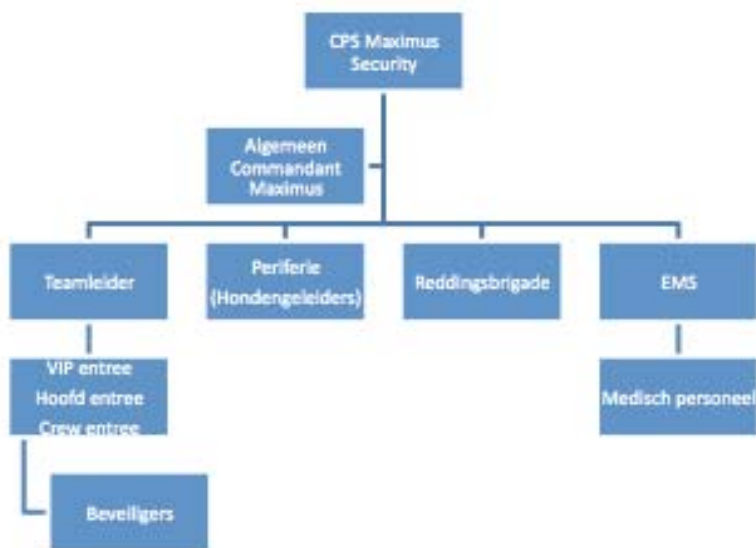 CPS Maximus
Security
Algemeen
Commandant
Maximus
Teamleider
Periferie
(Hondengeleiders)
Reddingsbrigade
EMS
VIP entree
Hoofd entree
Crew entree
Medisch personeel
Beveiligers